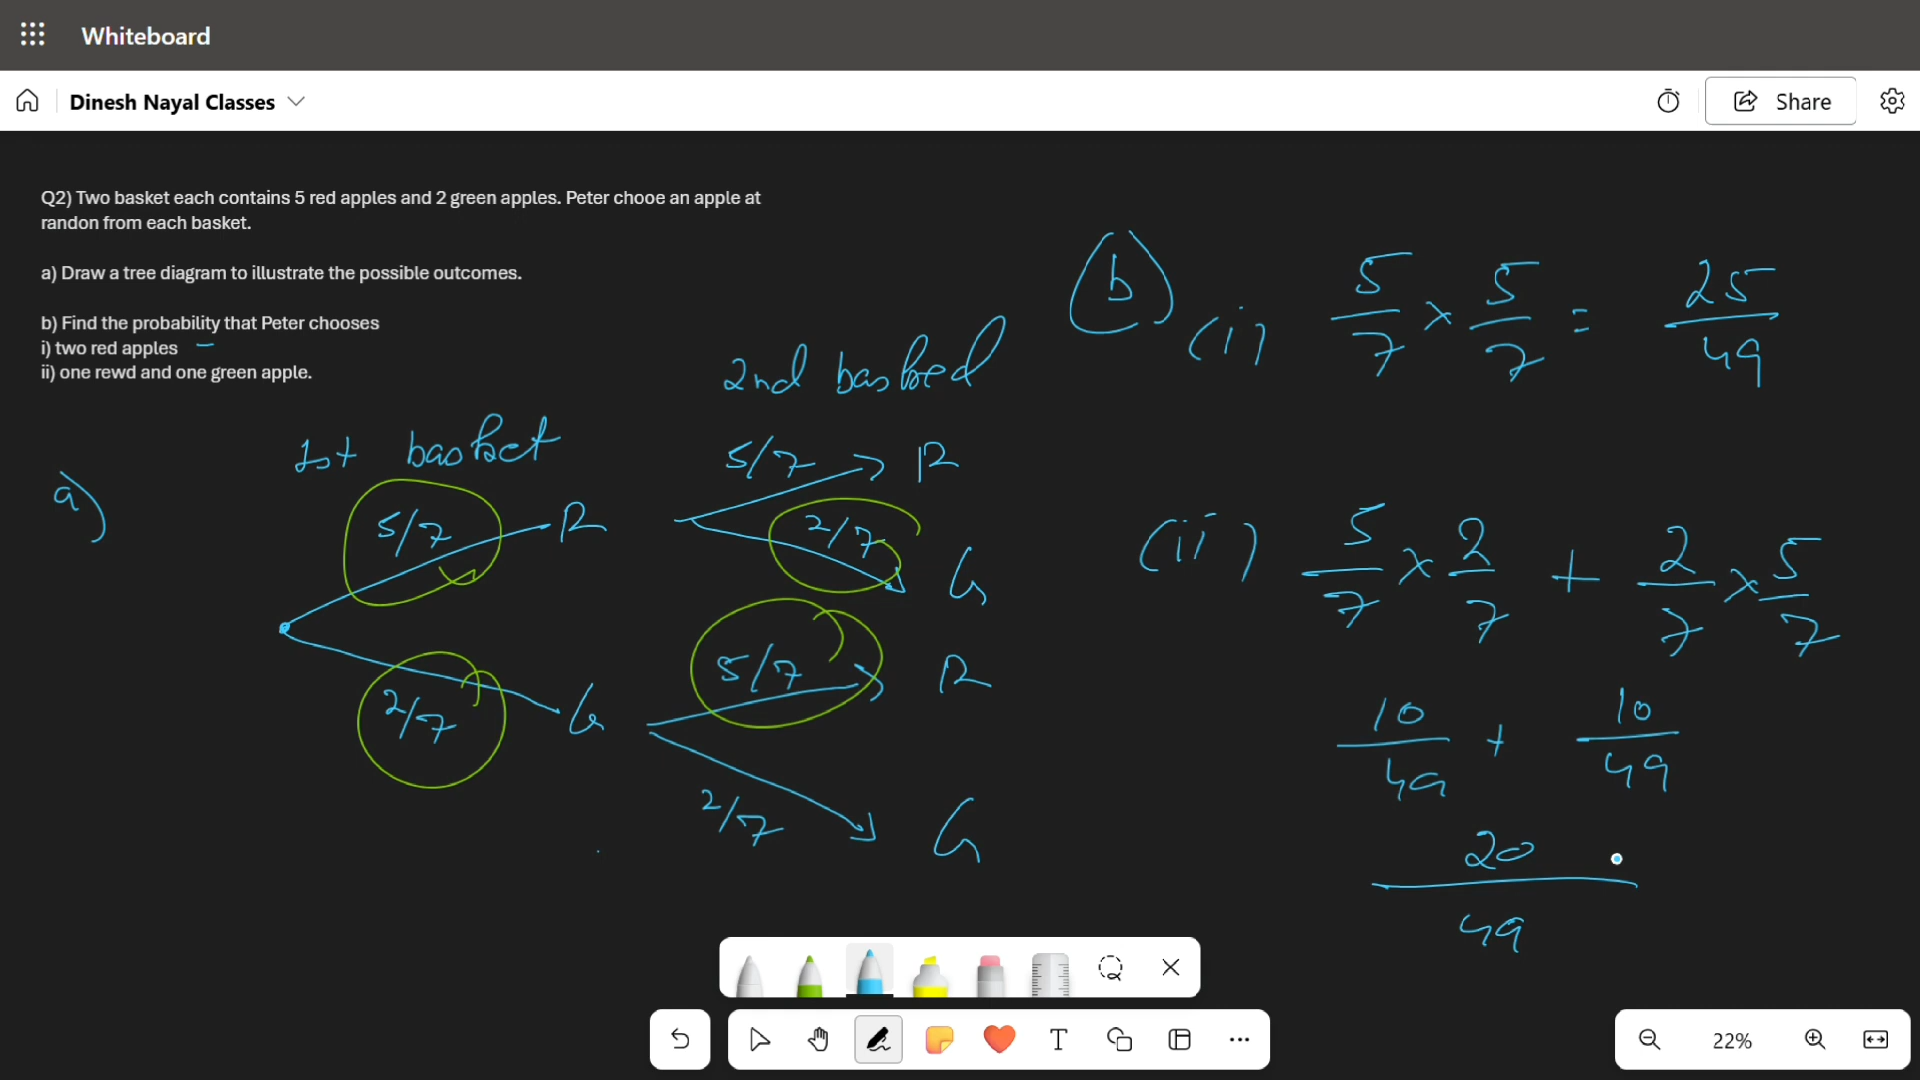 Whiteboard
Dinesh Nayal Classes
Share
Q2) Two basket each contains 5 red apples and 2 green apples. Peter chooe an apple at
randon from each basket.
a) Draw a tree diagram to illustrate the possible outcomes.
b) Find the probability that Peter chooses
i) two red apples
ii) one rewd and one green apple.
a)
1st basket
2nd basked
5/7 R
2/7 G
5/7 R
2/7 G
5/7 R
2/7 G
b
(i) 5/7 × 5/7 = 25/49
(ii) 5/7 × 2/7 + 2/7 × 5/7
10/49 + 10/49
20/49
22%